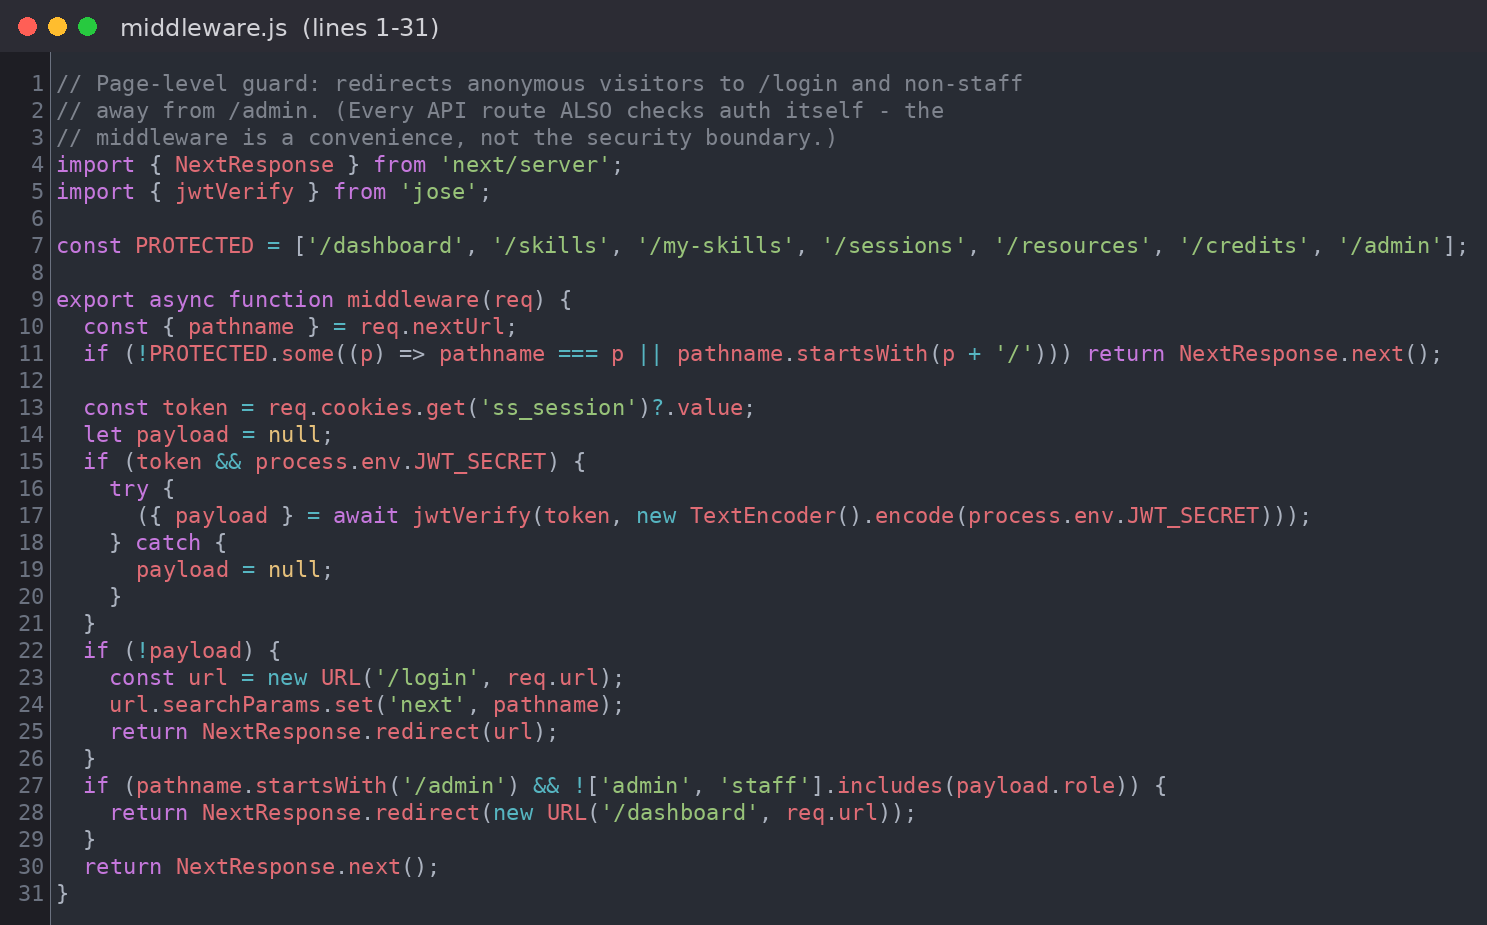 middleware.js  (lines 1-31)
1 // Page-level guard: redirects anonymous visitors to /login and non-staff
2 // away from /admin. (Every API route ALSO checks auth itself - the
3 // middleware is a convenience, not the security boundary.)
4 import { NextResponse } from 'next/server';
5 import { jwtVerify } from 'jose';
6
7 const PROTECTED = ['/dashboard', '/skills', '/my-skills', '/sessions', '/resources', '/credits', '/admin'];
8
9 export async function middleware(req) {
10   const { pathname } = req.nextUrl;
11   if (!PROTECTED.some((p) => pathname === p || pathname.startsWith(p + '/'))) return NextResponse.next();
12
13   const token = req.cookies.get('ss_session')?.value;
14   let payload = null;
15   if (token && process.env.JWT_SECRET) {
16     try {
17       ({ payload } = await jwtVerify(token, new TextEncoder().encode(process.env.JWT_SECRET)));
18     } catch {
19       payload = null;
20     }
21   }
22   if (!payload) {
23     const url = new URL('/login', req.url);
24     url.searchParams.set('next', pathname);
25     return NextResponse.redirect(url);
26   }
27   if (pathname.startsWith('/admin') && !['admin', 'staff'].includes(payload.role)) {
28     return NextResponse.redirect(new URL('/dashboard', req.url));
29   }
30   return NextResponse.next();
31 }